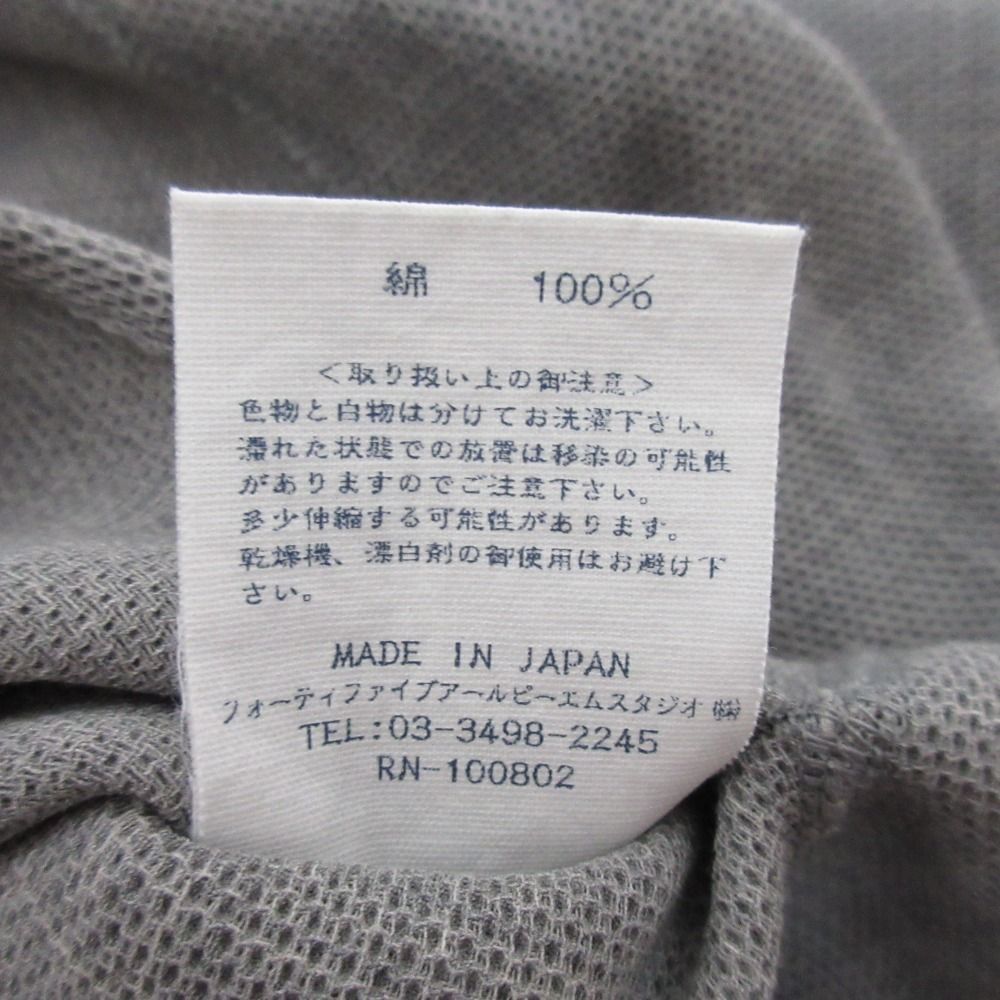 綿 100%
＜取り扱い上の御注意＞
色物と白物は分けてお洗濯下さい。
濡れた状態での放置は移染の可能性
がありますのでご注意下さい。
多少伸縮する可能性があります。
乾燥機、漂白剤の御使用はお避け下
さい。
MADE IN JAPAN
フォーティファイブアールピーエムスタジオ㈱
TEL:03-3498-2245
RN-100802